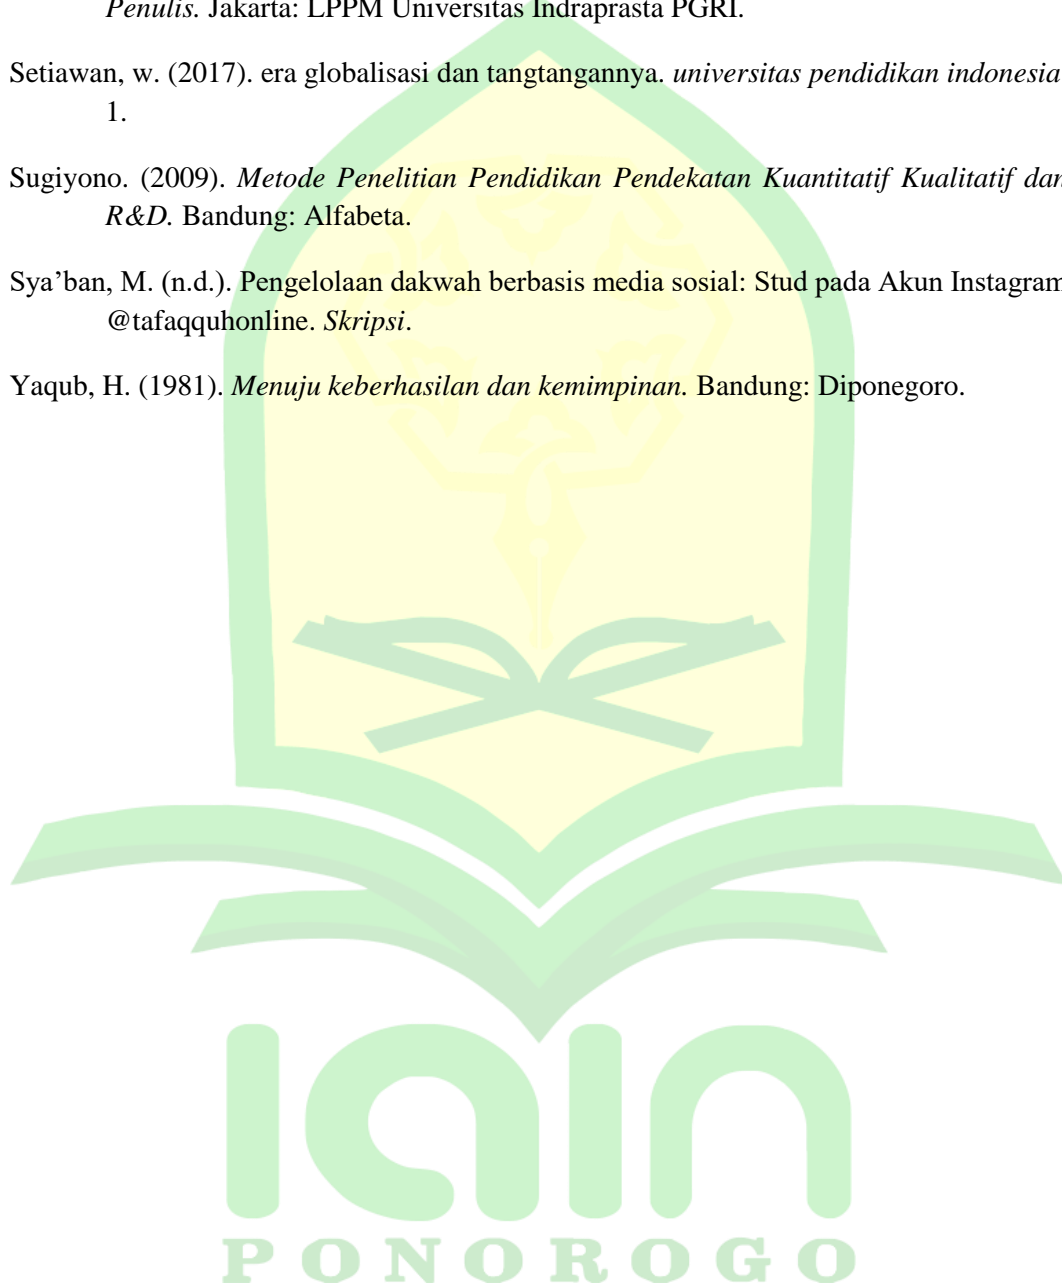 Penulis. Jakarta: LPPM Universitas Indraprasta PGRI.
Setiawan, w. (2017). era globalisasi dan tangtangannya. universitas pendidikan indonesia
1.
Sugiyono. (2009). Metode Penelitian Pendidikan Pendekatan Kuantitatif Kualitatif dan
R&D. Bandung: Alfabeta.
Sya’ban, M. (n.d.). Pengelolaan dakwah berbasis media sosial: Stud pada Akun Instagram
@tafaqquhonline. Skripsi.
Yaqub, H. (1981). Menuju keberhasilan dan kemimpinan. Bandung: Diponegoro.
iain
PONOROGO